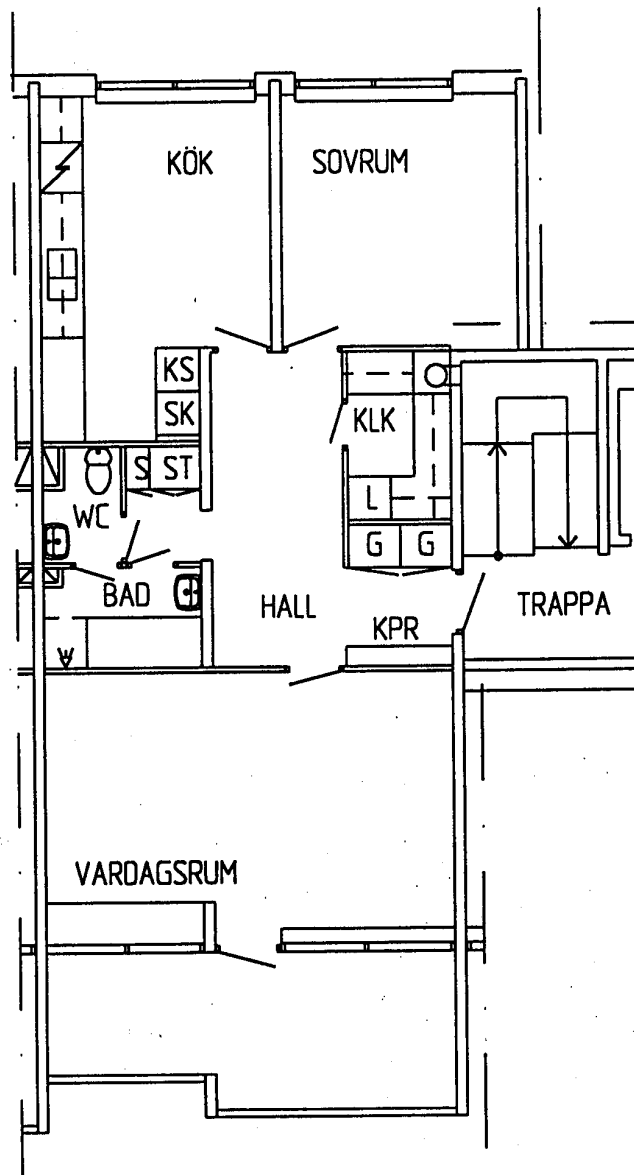 KÖK
SOVRUM
KS
SK
KLK
S ST
L
WC
G G
BAD
HALL
KPR
TRAPPA
VARDAGSRUM